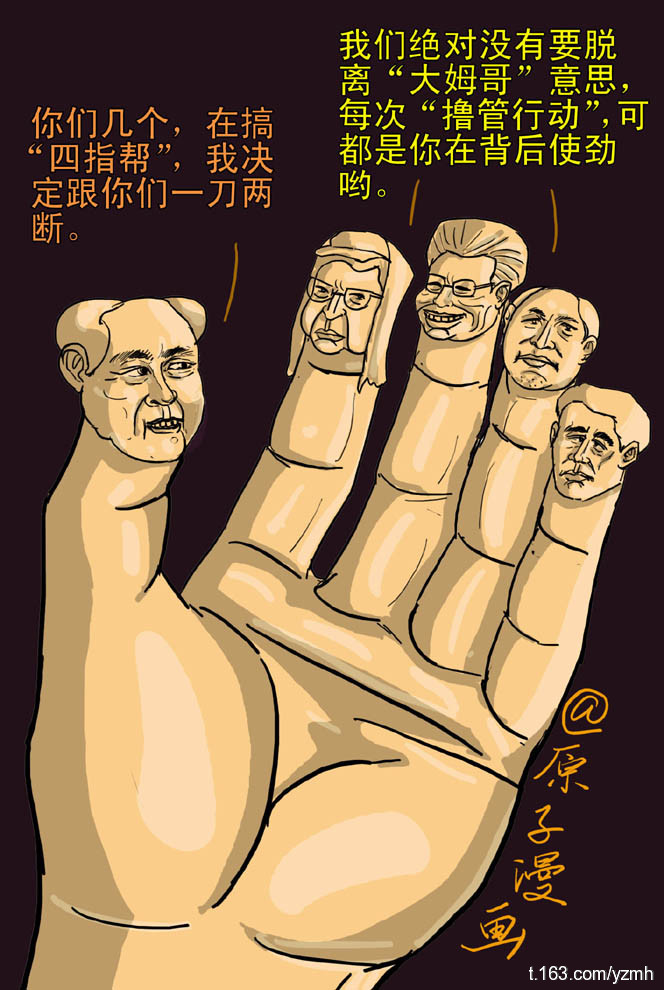 你们几个，在搞
“四指帮”，我决
定跟你们一刀两
断。
我们绝对没有要脱
离“大姆哥”意思，
每次“撸管行动”，可
都是你在背后使劲
哟。
@原子漫画
t.163.com/yzmh